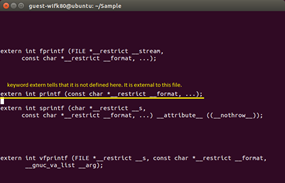 guest-wifk80@ubuntu: ~/Sample
extern int fprintf (FILE *__restrict __stream,
const char *__restrict __format, ...);
keyword extern tells that it is not defined here. It is external to this file.
extern int printf (const char *__restrict __format, ...);
extern int sprintf (char *__restrict __s,
const char *__restrict __format, ...) __attribute__ ((__nothrow__));
extern int vfprintf (FILE *__restrict __s, const char *__restrict __format,
__gnuc_va_list __arg);